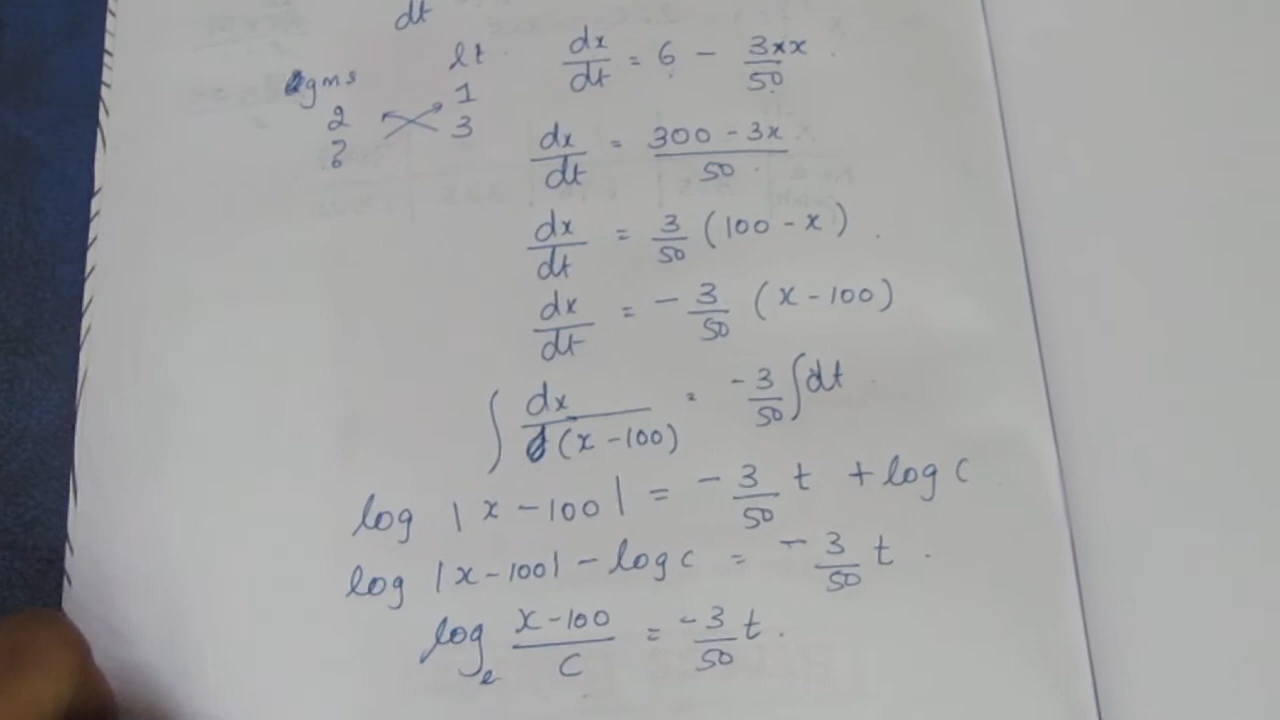 dt
gms lt dx/dt = 6 - 3xx/50
2 1
? 3
dx/dt = 300 - 3x/50
dx/dt = 3/50 (100 - x)
dx/dt = - 3/50 (x - 100)
∫ dx/(x - 100) = -3/50 ∫dt
log |x - 100| = - 3/50 t + log c
log |x - 100| - log c = - 3/50 t
log_e x - 100/C = -3/50 t.